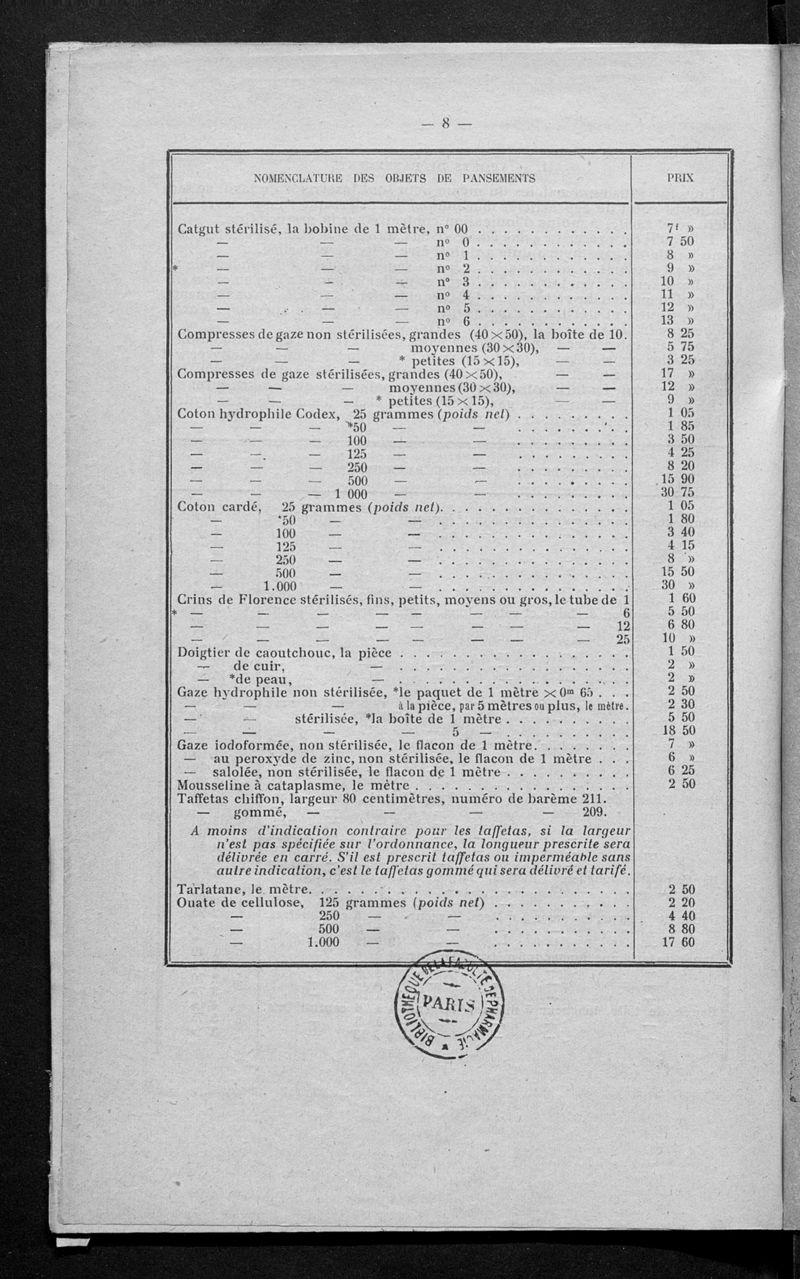 — 8 —
NOMENCLATURE DES OBJETS DE PANSEMENTS PRIX
Catgut stérilisé, la bobine de 1 mètre, n° 00 . . . . . . . . . . . . 7f »
— — — n° 0 . . . . . . . . . . . . 7 50
— — — n° 1 . . . . . . . . . . . . 8 »
* — — — n° 2 . . . . . . . . . . . . 9 »
— — — n° 3 . . . . . . . . . . . . 10 »
— — — n° 4 . . . . . . . . . . . . 11 »
— — — n° 5 . . . . . . . . . . . . 12 »
— — — n° 6 . . . . . . . . . . . . 13 »
Compresses de gaze non stérilisées, grandes (40×50), la boîte de 10. 8 25
— — — moyennes (30×30), — — 5 75
— — — * petites (15×15), — — 3 25
Compresses de gaze stérilisées, grandes (40×50), — — 17 »
— — — moyennes (30×30), — — 12 »
— — — * petites (15×15), — — 9 »
Coton hydrophile Codex, 25 grammes (poids net) . . . . . . . . . 1 05
— — — *50 — — . . . . . . . . . 1 85
— — — 100 — — . . . . . . . . . 3 50
— — — 125 — — . . . . . . . . . 4 25
— — — 250 — — . . . . . . . . . 8 20
— — — 500 — — . . . . . . . . . 15 90
— — — 1 000 — — . . . . . . . . . 30 75
Coton cardé, 25 grammes (poids net). . . . . . . . . . . . . . . 1 05
— *50 — — . . . . . . . . . . . . . . . 1 80
— 100 — — . . . . . . . . . . . . . . . 3 40
— 125 — — . . . . . . . . . . . . . . . 4 15
— 250 — — . . . . . . . . . . . . . . . 8 »
— 500 — — . . . . . . . . . . . . . . . 15 50
— 1.000 — — . . . . . . . . . . . . . . . 30 »
Crins de Florence stérilisés, fins, petits, moyens ou gros, le tube de 1 1 60
* — — — — — — — — 6 5 50
— — — — — — — — 12 6 80
— — — — — — — — 25 10 »
Doigtier de caoutchouc, la pièce . . . . . . . . . . . . . . . . . . 1 50
— de cuir, — . . . . . . . . . . . . . . . . . . 2 »
— *de peau, — . . . . . . . . . . . . . . . . . . 2 »
Gaze hydrophile non stérilisée, *le paquet de 1 mètre × 0m 65 . . . 2 50
— — — à la pièce, par 5 mètres ou plus, le mètre. 2 30
— — stérilisée, *la boîte de 1 mètre . . . . . . . . . . 5 50
— — — — 5 — . . . . . . . . . . 18 50
Gaze iodoformée, non stérilisée, le flacon de 1 mètre. . . . . . . . 7 »
— au peroxyde de zinc, non stérilisée, le flacon de 1 mètre . . . 6 »
— salolée, non stérilisée, le flacon de 1 mètre . . . . . . . . . . 6 25
Mousseline à cataplasme, le mètre . . . . . . . . . . . . . . . . . 2 50
Taffetas chiffon, largeur 80 centimètres, numéro de barème 211.
— gommé, — — — — 209.
A moins d'indication contraire pour les taffetas, si la largeur
n'est pas spécifiée sur l'ordonnance, la longueur prescrite sera
délivrée en carré. S'il est prescrit taffetas ou imperméable sans
autre indication, c'est le taffetas gommé qui sera délivré et tarifé.
Tarlatane, le mètre. . . . . . . . . . . . . . . . . . . . . . . . . 2 50
Ouate de cellulose, 125 grammes (poids net) . . . . . . . . . . . 2 20
— 250 — — . . . . . . . . . . . 4 40
— 500 — — . . . . . . . . . . . 8 80
— 1.000 — — . . . . . . . . . . . 17 60
BIBLIOTHEQUE DE LA FACULTE DE PHARMACIE
PARIS